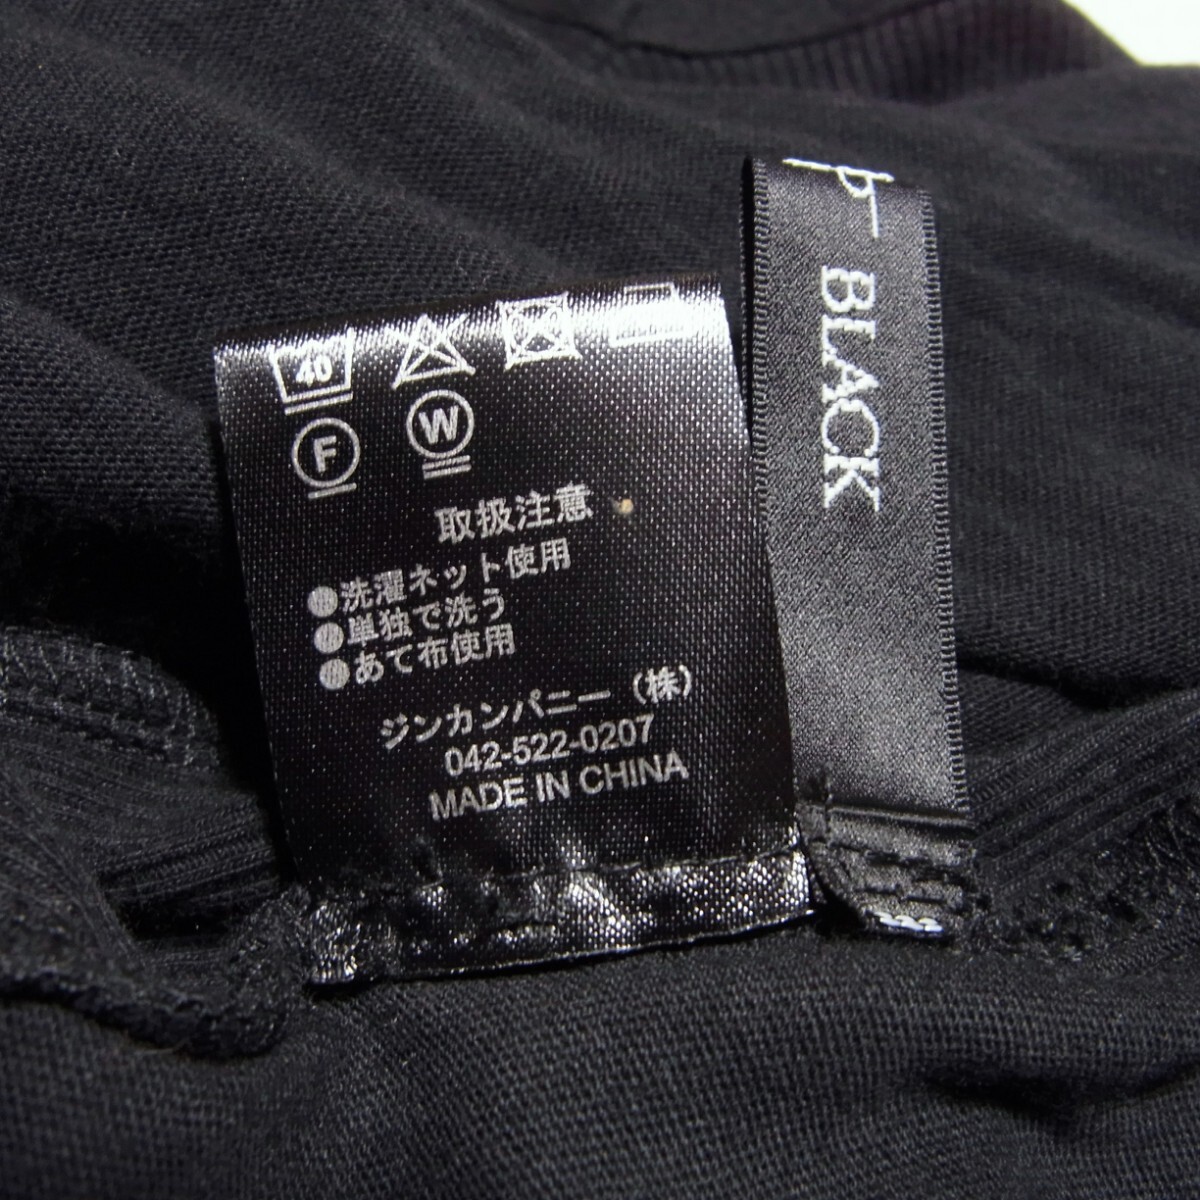 40
F W
取扱注意
●洗濯ネット使用
●単独で洗う
●あて布使用
ジンカンパニー（株）
042-522-0207
MADE IN CHINA
BLACK